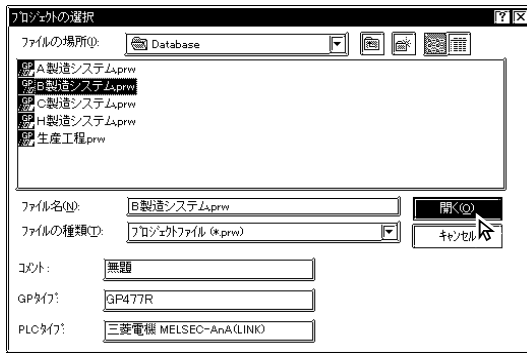 プロジェクトの選択
ファイルの場所(I): Database
A製造システム.prw
B製造システム.prw
C製造システム.prw
H製造システム.prw
生産工程.prw
ファイル名(N): B製造システム.prw 開く(O)
ファイルの種類(T): プロジェクトファイル (*.prw) キャンセル
コメント: 無題
GPタイプ: GP477R
PLCタイプ: 三菱電機 MELSEC-AnA(LINK)